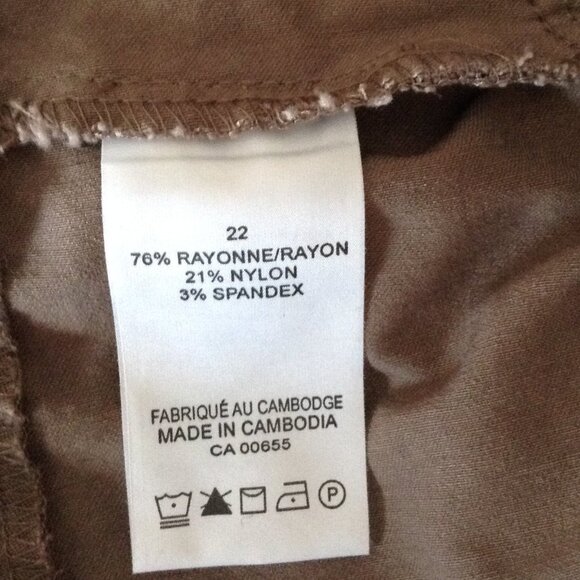 22
76% RAYONNE/RAYON
21% NYLON
3% SPANDEX
FABRIQUÉ AU CAMBODGE
MADE IN CAMBODIA
CA 00655
P